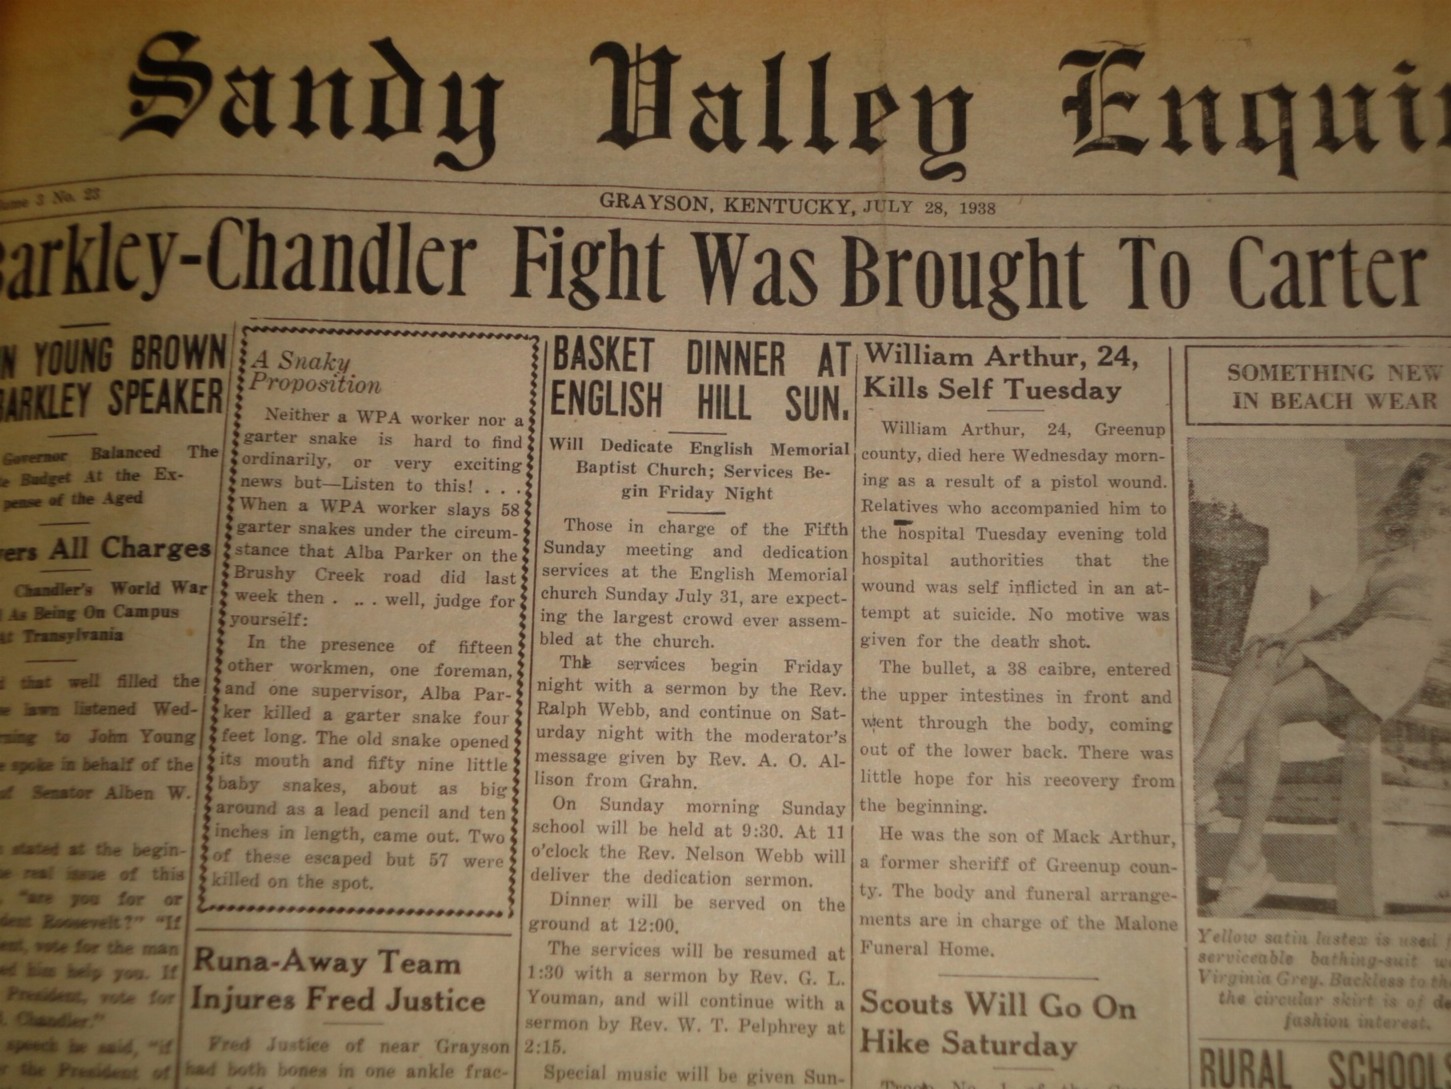 Sandy Valley
No. 23
GRAYSON, KENTUCKY, JULY 28, 1938
Barkley-Chandler Fight Was Brought To Carter
YOUNG BROWN
BARKLEY SPEAKER
Governor Balanced The
Budget At the Ex-
pense of the Aged
All Charges
Chandler's World War
As Being On Campus
At Transylvania
that well filled the
lawn listened Wed-
to John Young
spoke in behalf of the
of Senator Alben W.
stated at the begin-
real issue of this
"are you for or
Roosevelt?" "If
vote for the man
him help you. If
President, vote for
Chandler."
speech he said, "if
the President of
A Snaky
Proposition
Neither a WPA worker nor a
garter snake is hard to find
ordinarily, or very exciting
news but—Listen to this! . . .
When a WPA worker slays 58
garter snakes under the circum-
stance that Alba Parker on the
Brushy Creek road did last
week then . .. . well, judge for
yourself:
In the presence of fifteen
other workmen, one foreman,
and one supervisor, Alba Par-
ker killed a garter snake four
feet long. The old snake opened
its mouth and fifty nine little
baby snakes, about as big
around as a lead pencil and ten
inches in length, came out. Two
of these escaped but 57 were
killed on the spot.
Runa-Away Team
Injures Fred Justice
Fred Justice of near Grayson
had both bones in one ankle frac-
BASKET DINNER AT
ENGLISH HILL SUN.
Will Dedicate English Memorial
Baptist Church; Services Be-
gin Friday Night
Those in charge of the Fifth
Sunday meeting and dedication
services at the English Memorial
church Sunday July 31, are expect-
ing the largest crowd ever assem-
bled at the church.
The services begin Friday
night with a sermon by the Rev.
Ralph Webb, and continue on Sat-
urday night with the moderator's
message given by Rev. A. O. Al-
lison from Grahn.
On Sunday morning Sunday
school will be held at 9:30. At 11
o'clock the Rev. Nelson Webb will
deliver the dedication sermon.
Dinner will be served on the
ground at 12:00.
The services will be resumed at
1:30 with a sermon by Rev. G. L.
Youman, and will continue with a
sermon by Rev. W. T. Pelphrey at
2:15.
Special music will be given Sun-
William Arthur, 24,
Kills Self Tuesday
William Arthur, 24, Greenup
county, died here Wednesday morn-
ing as a result of a pistol wound.
Relatives who accompanied him to
the hospital Tuesday evening told
hospital authorities that the
wound was self inflicted in an at-
tempt at suicide. No motive was
given for the death shot.
The bullet, a 38 caibre, entered
the upper intestines in front and
went through the body, coming
out of the lower back. There was
little hope for his recovery from
the beginning.
He was the son of Mack Arthur,
a former sheriff of Greenup coun-
ty. The body and funeral arrange-
ments are in charge of the Malone
Funeral Home.
Scouts Will Go On
Hike Saturday
SOMETHING NEW
IN BEACH WEAR
Yellow satin lastex is used
serviceable bathing-suit
Virginia Grey. Backless to
the circular skirt is of
fashion interest.
RURAL SCHOOLS